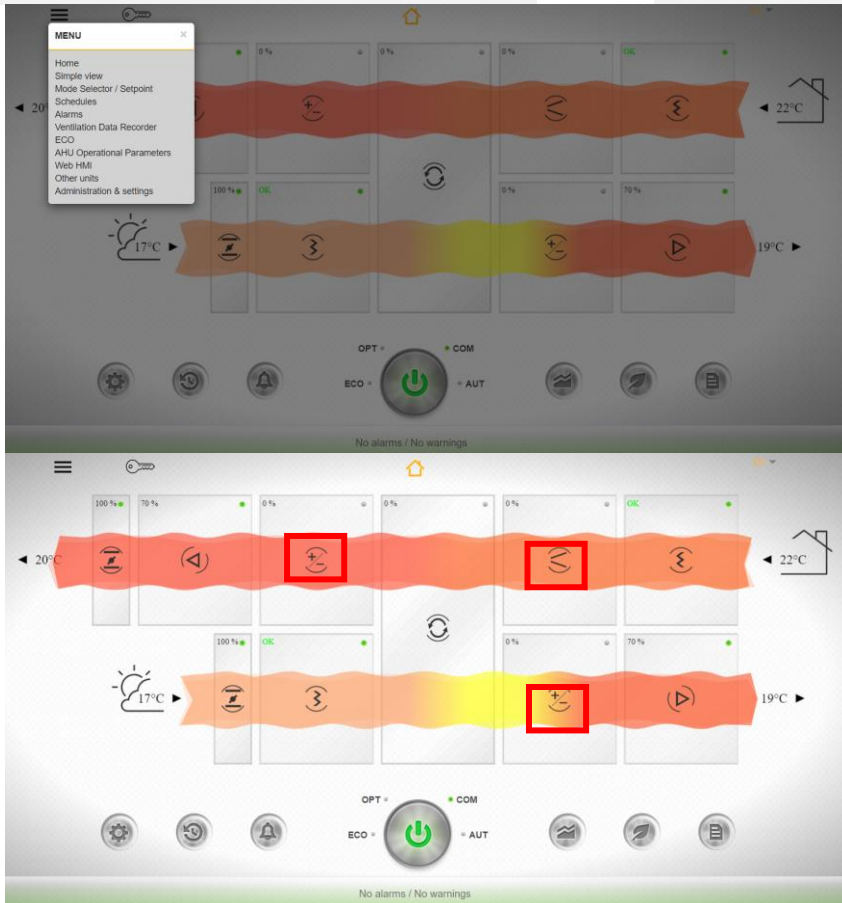 MENU ×
Home
Simple view
Mode Selector / Setpoint
Schedules
Alarms
Ventilation Data Recorder
ECO
AHU Operational Parameters
Web HMI
Other units
Administration & settings
0 % 0 % 0 % OK
20° 22°C
100 % OK 0 % 70 %
17°C 19°C
OPT COM
ECO AUT
No alarms / No warnings
100 % 70 % 0 % 0 % 0 % OK
20°C 22°C
100 % OK 0 % 70 %
17°C 19°C
OPT COM
ECO AUT
No alarms / No warnings